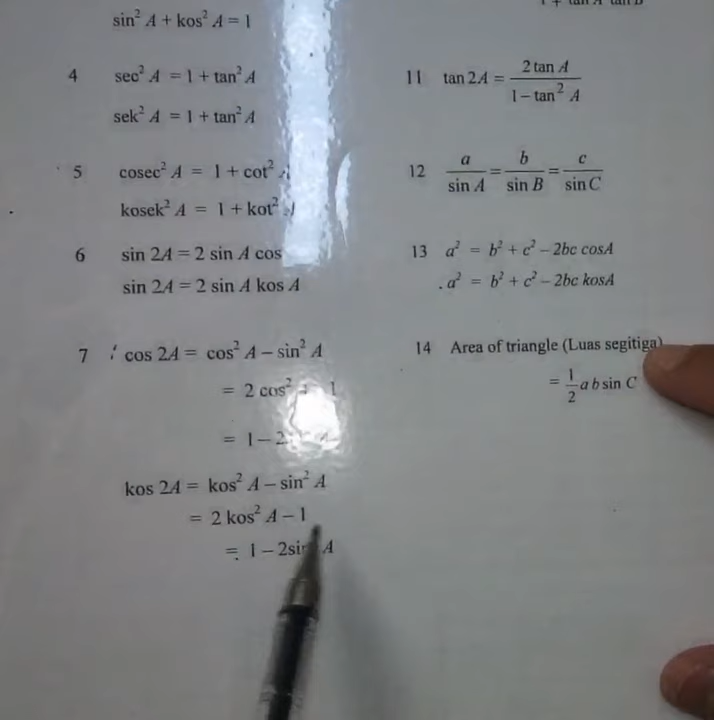 sin² A + kos² A = 1
4 sec² A = 1 + tan² A
sek² A = 1 + tan² A
5 cosec² A = 1 + cot²
kosek² A = 1 + kot²
6 sin 2A = 2 sin A cos
sin 2A = 2 sin A kos A
7 cos 2A = cos² A – sin² A
= 2 cos² 1
= 1 – 2
kos 2A = kos² A – sin² A
= 2 kos² A – 1
= 1 – 2sin A
11 tan 2A = 2 tan A / 1 – tan² A
12 a / sin A = b / sin B = c / sin C
13 a² = b² + c² – 2bc cosA
a² = b² + c² – 2bc kosA
14 Area of triangle (Luas segitiga)
= 1/2 a b sin C